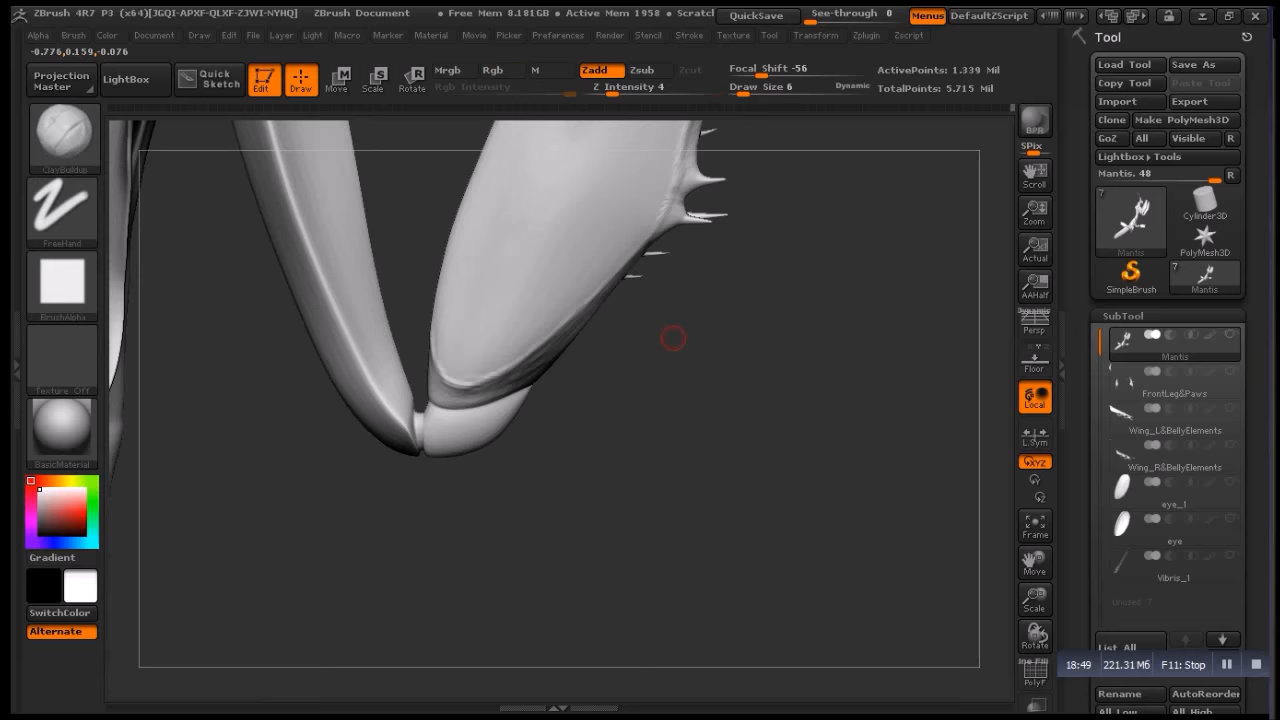 ZBrush 4R7 P3 (x64)[JGQI-APXF-QLXF-ZJWI-NYHQ] ZBrush Document • Free Mem 8.181GB • Active Mem 1958 • Scratch QuickSave See-through 0 Menus DefaultZScript
Alpha Brush Color Document Draw Edit File Layer Light Macro Marker Material Movie Picker Preferences Render Stencil Stroke Texture Tool Transform Zplugin Zscript
-0.776,0.159,-0.076
Projection Master
LightBox
Quick Sketch
Edit
Draw
Move
Scale
Rotate
Mrgb Rgb M
Rgb Intensity
Zadd Zsub Zcut
Z Intensity 4
Focal Shift -56
Draw Size 6 Dynamic
ActivePoints: 1.339 Mil
TotalPoints: 5.715 Mil
ClayBuildup
FreeHand
BrushAlpha
Texture Off
BasicMaterial
Gradient
SwitchColor
Alternate
BPR
SPix
Scroll
Zoom
Actual
AAHalf
Dynamic
Persp
Floor
Local
L.Sym
XYZ
Frame
Move
Scale
Rotate
PolyF
Tool
Load Tool Save As
Copy Tool Paste Tool
Import Export
Clone Make PolyMesh3D
GoZ All Visible R
Lightbox▸Tools
Mantis. 48 R
7
Mantis
Cylinder3D
PolyMesh3D
SimpleBrush
7
Mantis
SubTool
Mantis
FrontLeg&Paws
Wing_L&BellyElements
Wing_R&BellyElements
eye_1
eye
Vibris_1
Unused 7
List All
18:49 221.31Мб F11: Stop
Rename AutoReorder
All Low All High